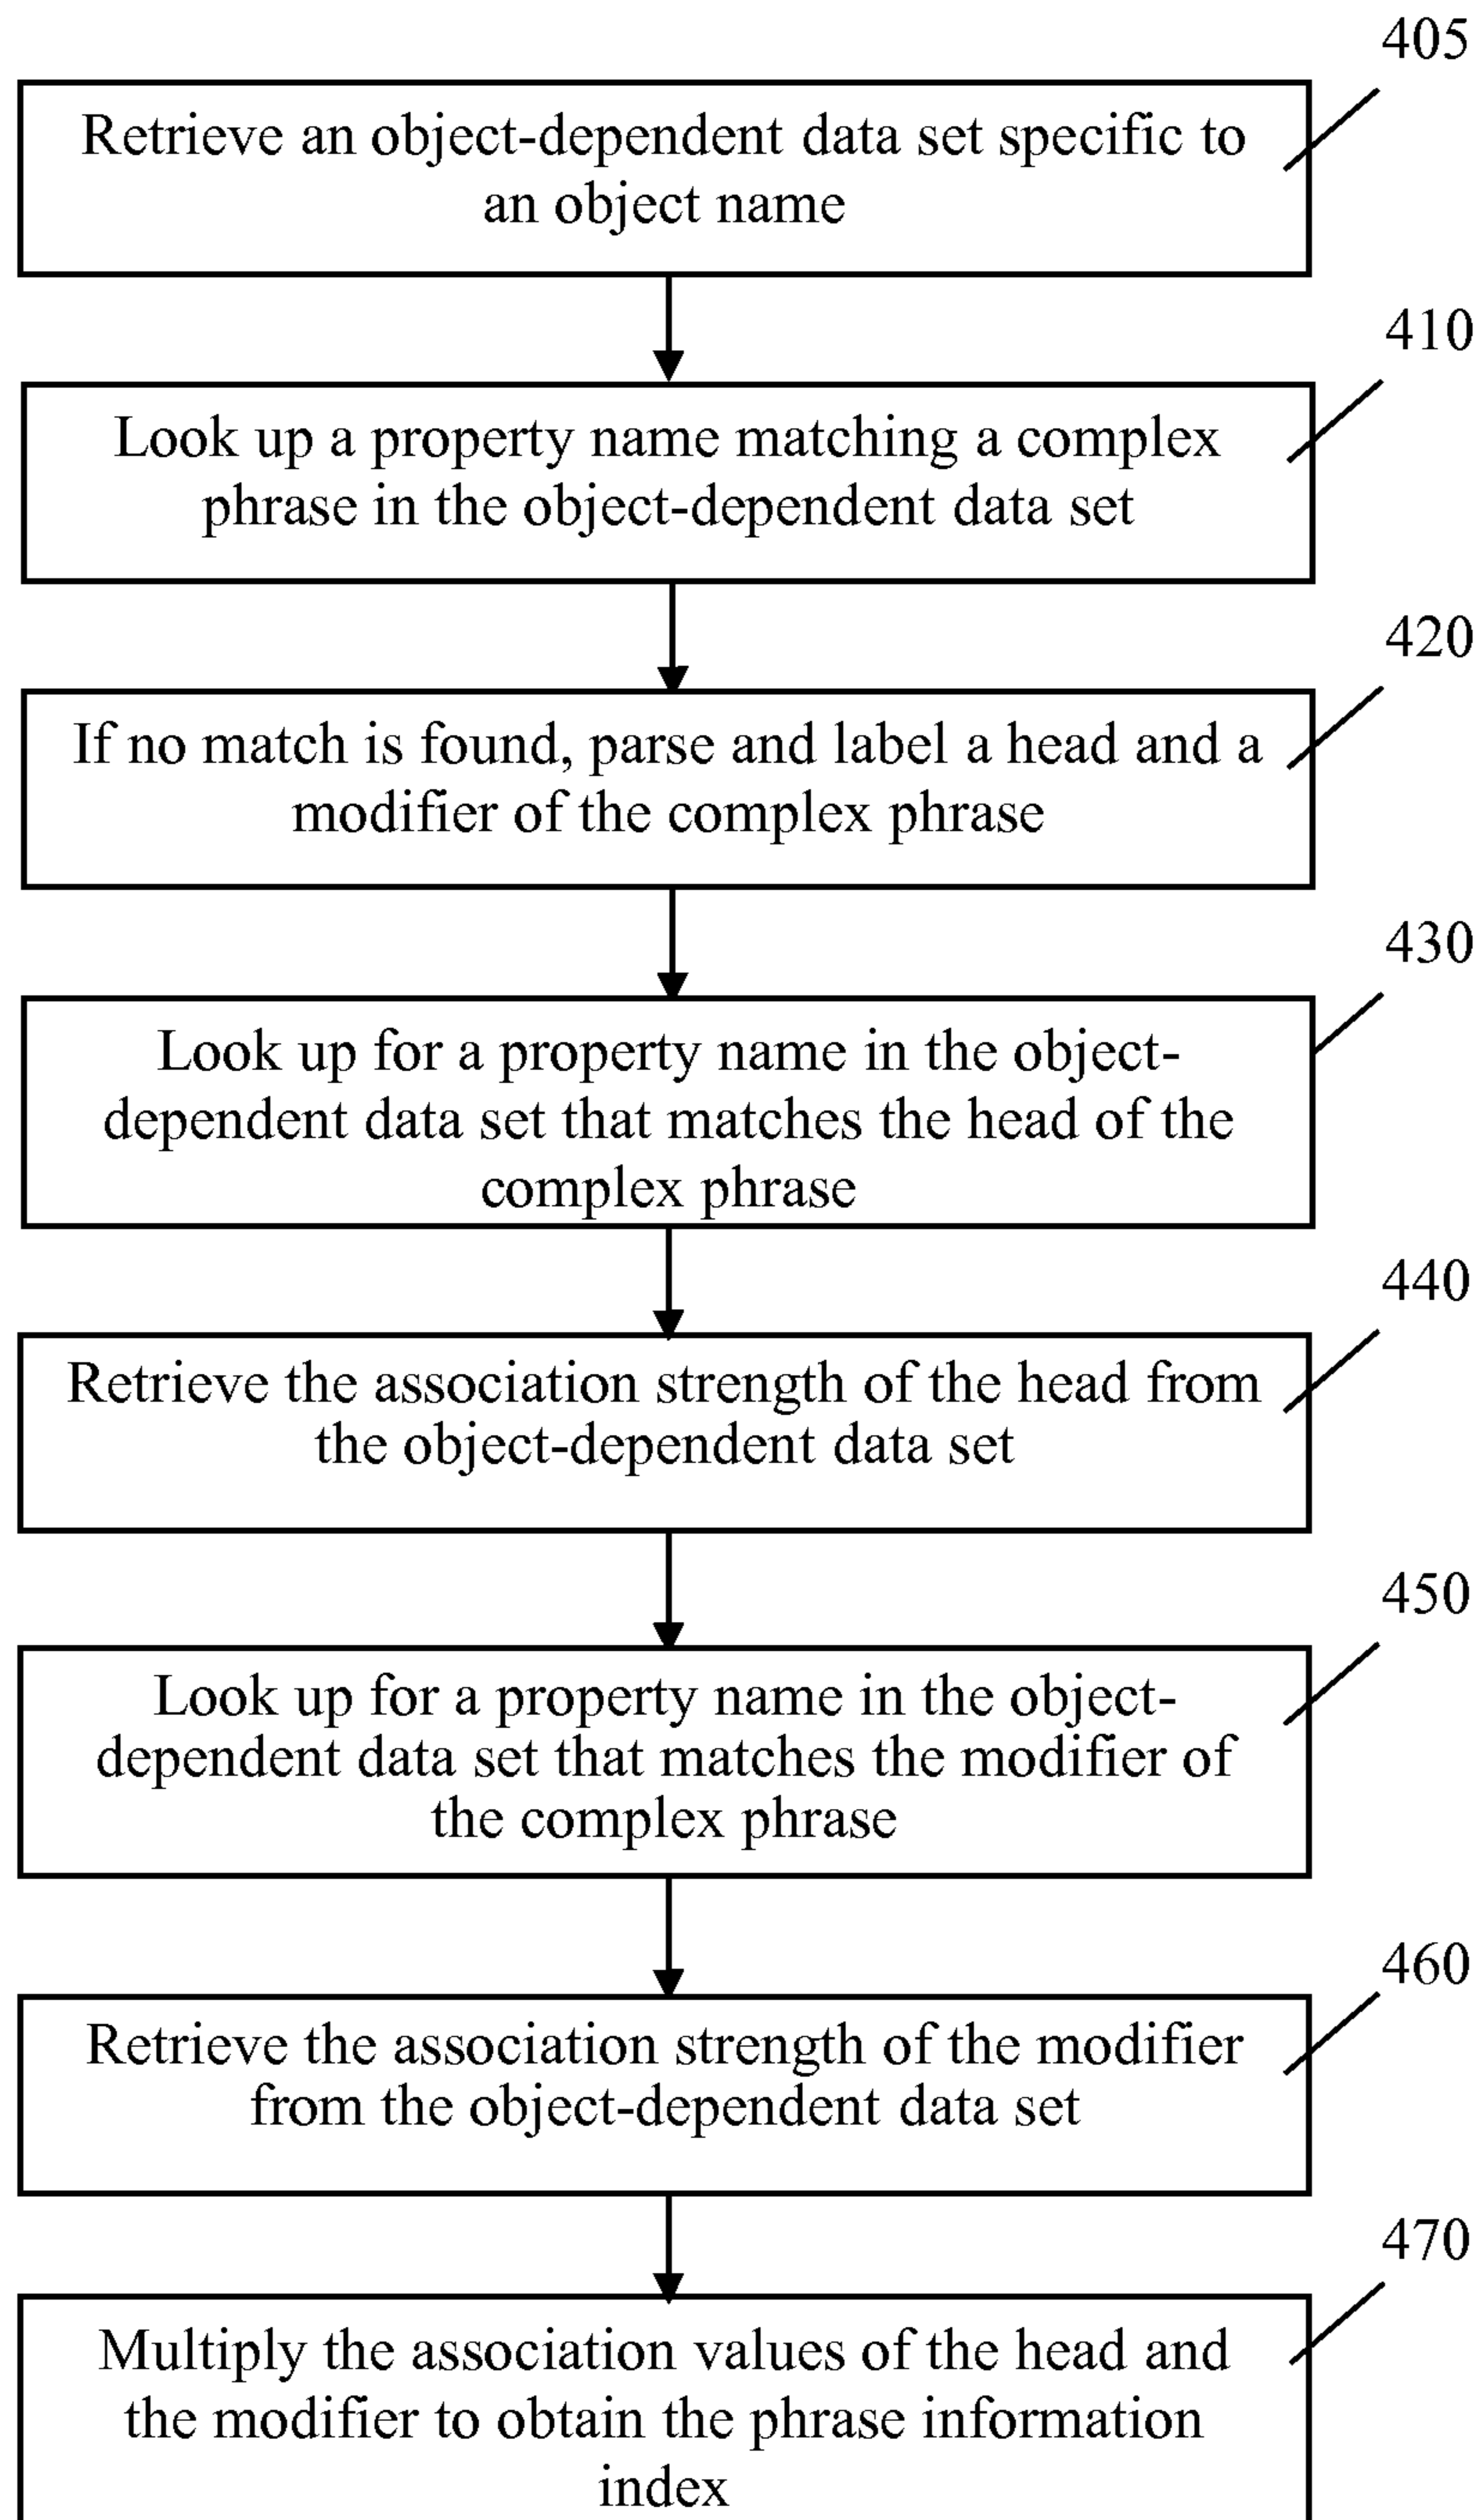 405
Retrieve an object-dependent data set specific to
an object name
410
Look up a property name matching a complex
phrase in the object-dependent data set
420
If no match is found, parse and label a head and a
modifier of the complex phrase
430
Look up for a property name in the object-
dependent data set that matches the head of the
complex phrase
440
Retrieve the association strength of the head from
the object-dependent data set
450
Look up for a property name in the object-
dependent data set that matches the modifier of
the complex phrase
460
Retrieve the association strength of the modifier
from the object-dependent data set
470
Multiply the association values of the head and
the modifier to obtain the phrase information
index